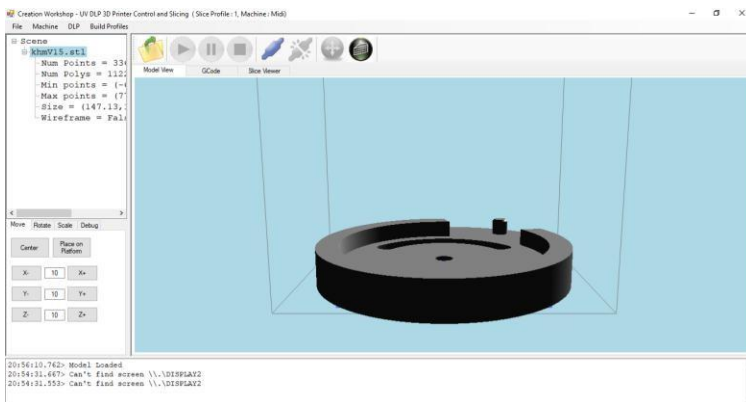 Creation Workshop - UV DLP 3D Printer Control and Slicing ( Slice Profile : 1, Machine : Midi)
File Machine DLP Build Profiles
Scene
khmV15.stl
Num Points = 336
Num Polys = 1122
Min points = (-
Max points = (7
Size = (147.13,
Wireframe = Fal
Model View GCode Slice Viewer
Move Rotate Scale Debug
Center Place on Platform
X- 10 X+
Y- 10 Y+
Z- 10 Z+
20:56:10.762> Model Loaded
20:54:31.667> Can't find screen \\.\DISPLAY2
20:54:31.553> Can't find screen \\.\DISPLAY2